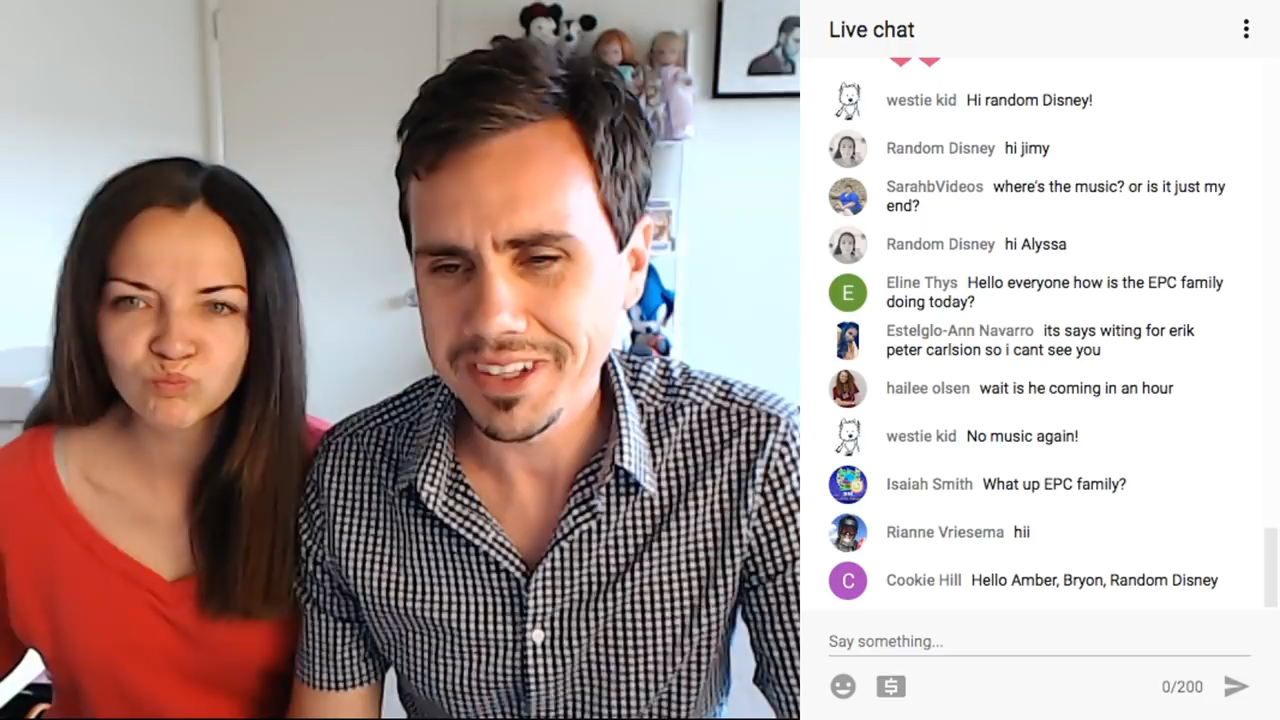 Live chat
westie kid Hi random Disney!
Random Disney hi jimy
SarahbVideos where's the music? or is it just my
end?
Random Disney hi Alyssa
E
Eline Thys Hello everyone how is the EPC family
doing today?
Estelglo-Ann Navarro its says witing for erik
peter carlsion so i cant see you
hailee olsen wait is he coming in an hour
westie kid No music again!
Isaiah Smith What up EPC family?
Rianne Vriesema hii
C
Cookie Hill Hello Amber, Bryon, Random Disney
Say something...
0/200